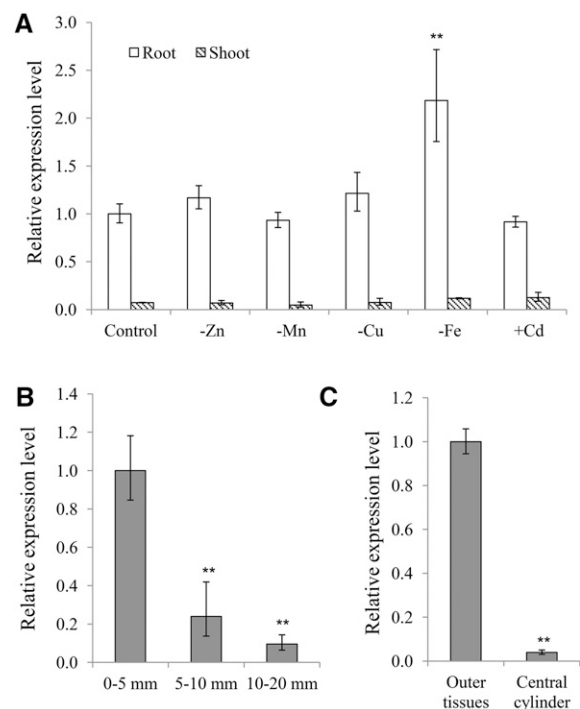 A
Relative expression level
3.0
2.5
2.0
1.5
1.0
0.5
0.0
Root Shoot
**
Control -Zn -Mn -Cu -Fe +Cd
B
Relative expression level
1.4
1.2
1.0
0.8
0.6
0.4
0.2
0.0
**
**
0-5 mm 5-10 mm 10-20 mm
C
Relative expression level
1.2
1.0
0.8
0.6
0.4
0.2
0.0
**
Outer Central
tissues cylinder